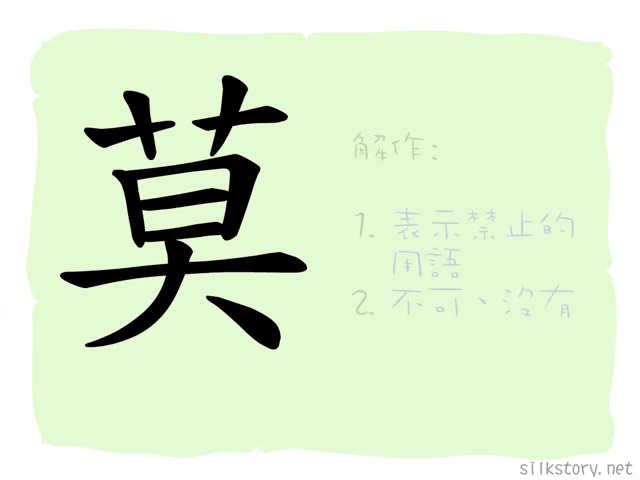 莫
解作：
1. 表示禁止的
用語
2. 不可、沒有
silkstory.net